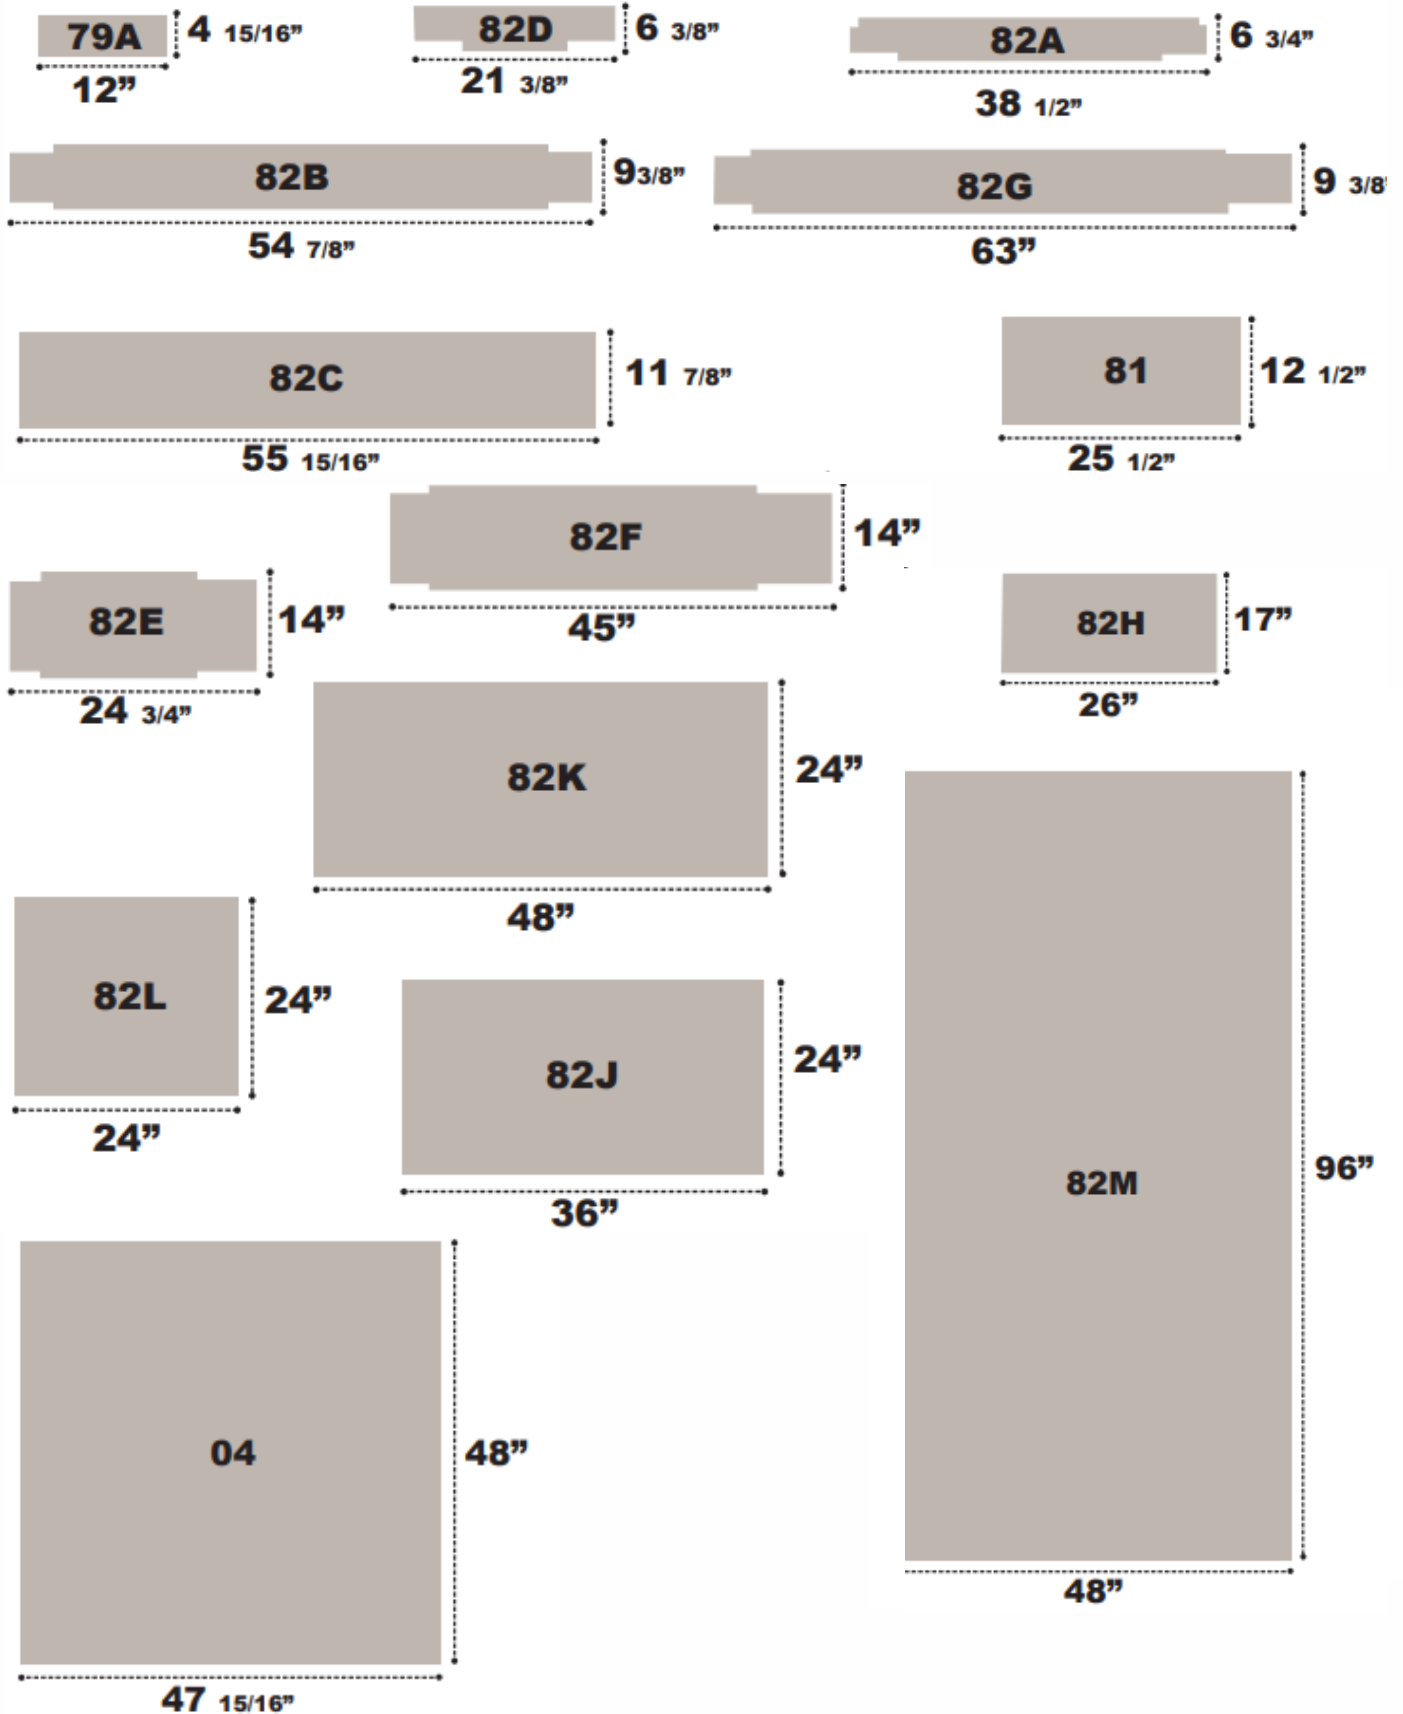 79A
4 15/16”
12”
82D
6 3/8”
21 3/8”
82A
6 3/4”
38 1/2”
82B
93/8”
54 7/8”
82G
9 3/8
63”
82C
11 7/8”
55 15/16”
81
12 1/2”
25 1/2”
82F
14”
45”
82E
14”
24 3/4”
82H
17”
26”
82K
24”
48”
82L
24”
24”
82J
24”
36”
82M
96”
48”
04
48”
47 15/16”